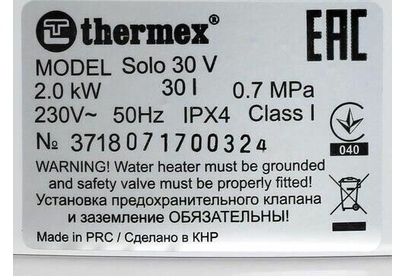 thermex®
EAC
MODEL Solo 30 V
2.0 kW 30 l 0.7 MPa
230V~ 50Hz IPX4 Class I
№ 3718071700324
040
WARNING! Water heater must be grounded
and safety valve must be properly fitted!
Установка предохранительного клапана
и заземление ОБЯЗАТЕЛЬНЫ!
Made in PRC / Сделано в КНР